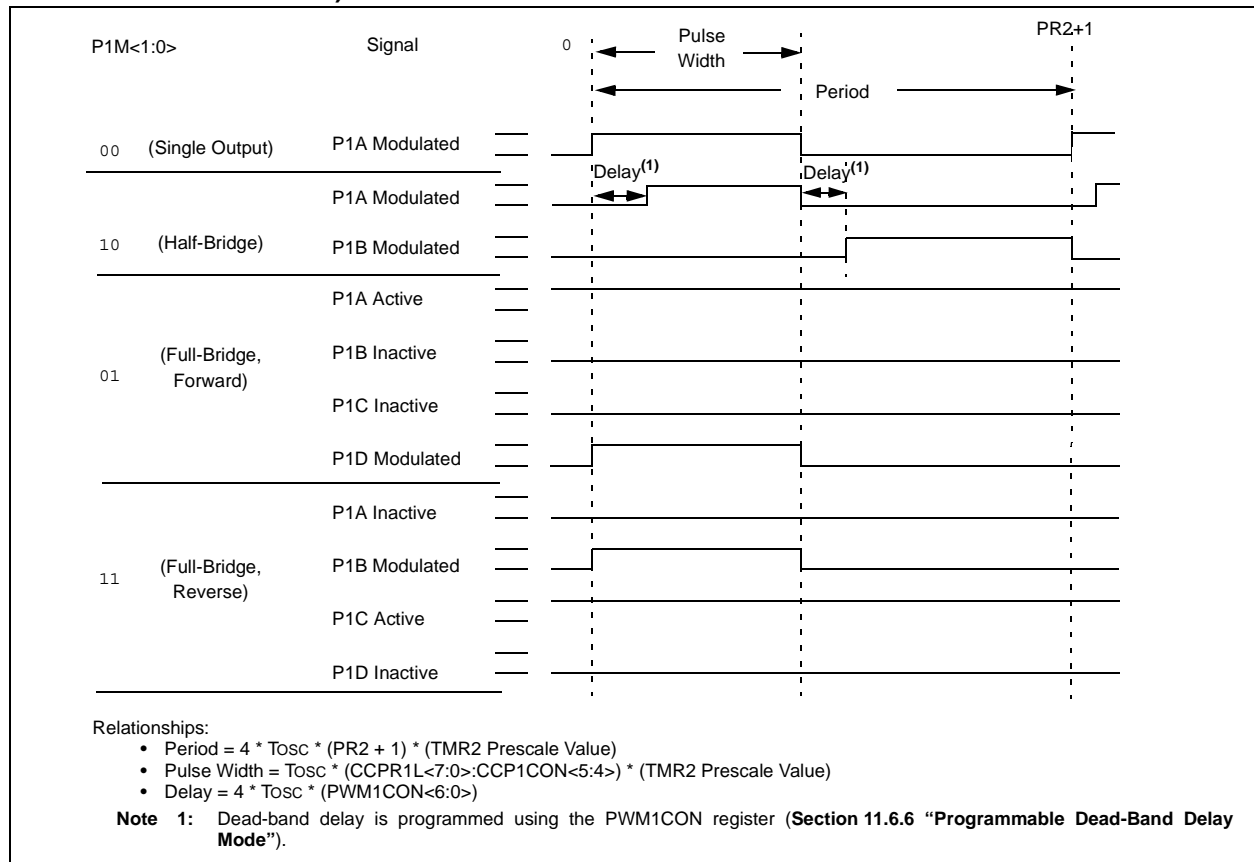 P1M<1:0> Signal 0 Pulse Width PR2+1
Period
00 (Single Output) P1A Modulated
Delay(1) Delay(1)
P1A Modulated
10 (Half-Bridge) P1B Modulated
P1A Active
01 (Full-Bridge, Forward) P1B Inactive
P1C Inactive
P1D Modulated
P1A Inactive
11 (Full-Bridge, Reverse) P1B Modulated
P1C Active
P1D Inactive
Relationships:
• Period = 4 * TOSC * (PR2 + 1) * (TMR2 Prescale Value)
• Pulse Width = TOSC * (CCPR1L<7:0>:CCP1CON<5:4>) * (TMR2 Prescale Value)
• Delay = 4 * TOSC * (PWM1CON<6:0>)
Note 1: Dead-band delay is programmed using the PWM1CON register (Section 11.6.6 “Programmable Dead-Band Delay
Mode”).